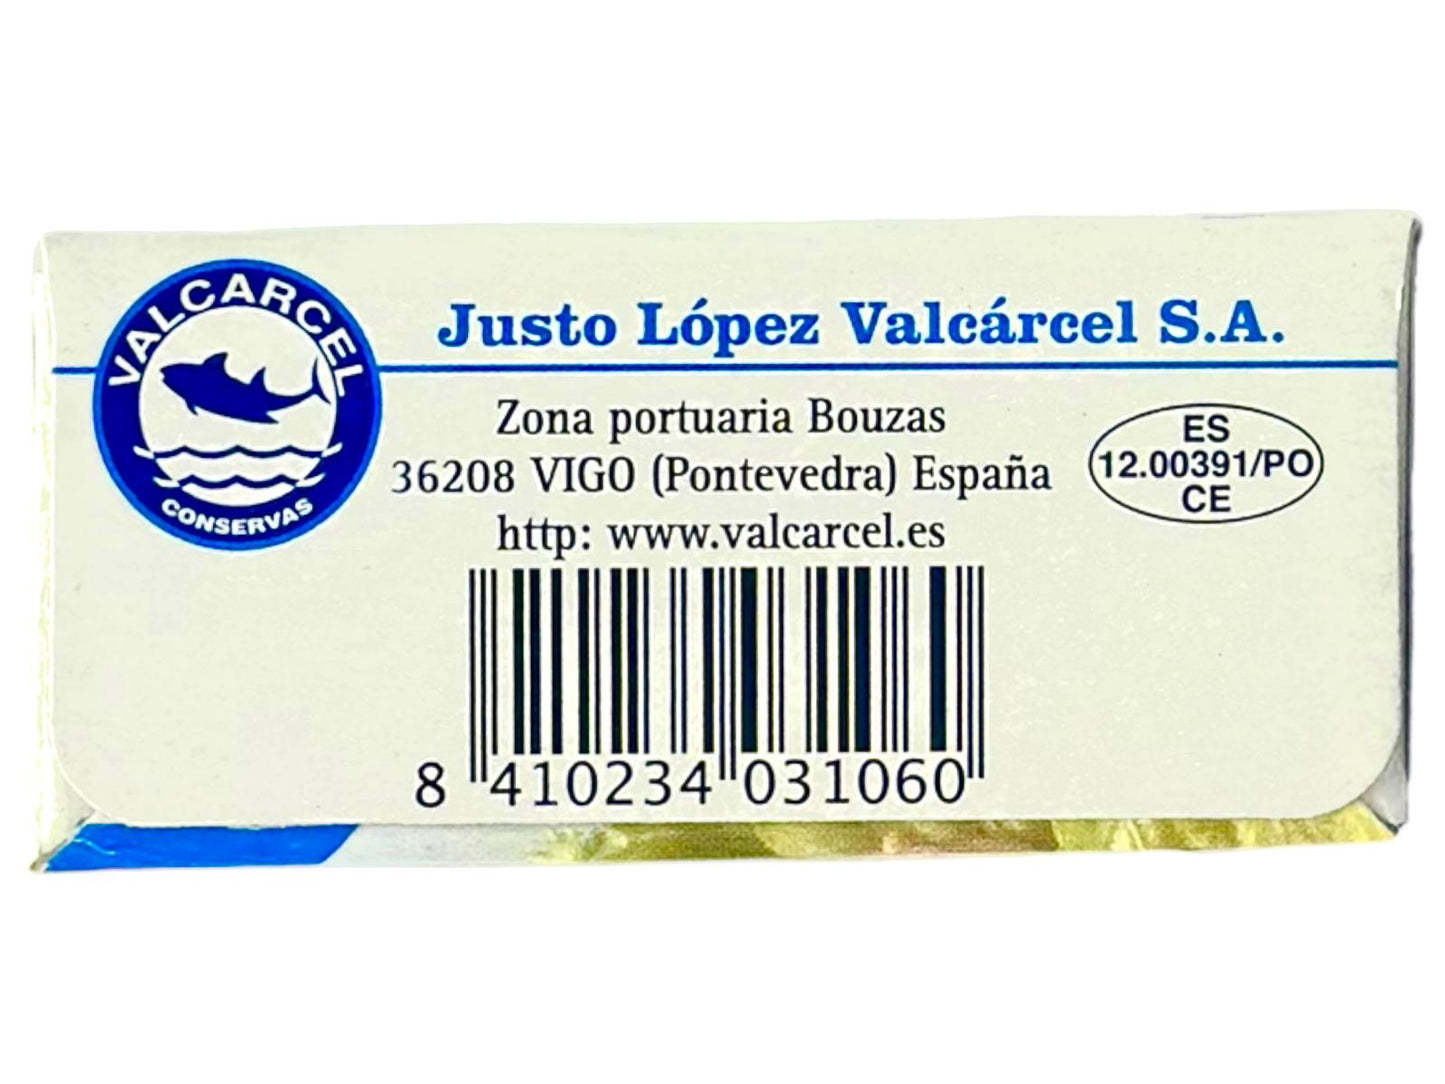 VALCARCEL
CONSERVAS
Justo López Valcárcel S.A.
Zona portuaria Bouzas
36208 VIGO (Pontevedra) España
http: www.valcarcel.es
ES
12.00391/PO
CE
8 410234 031060